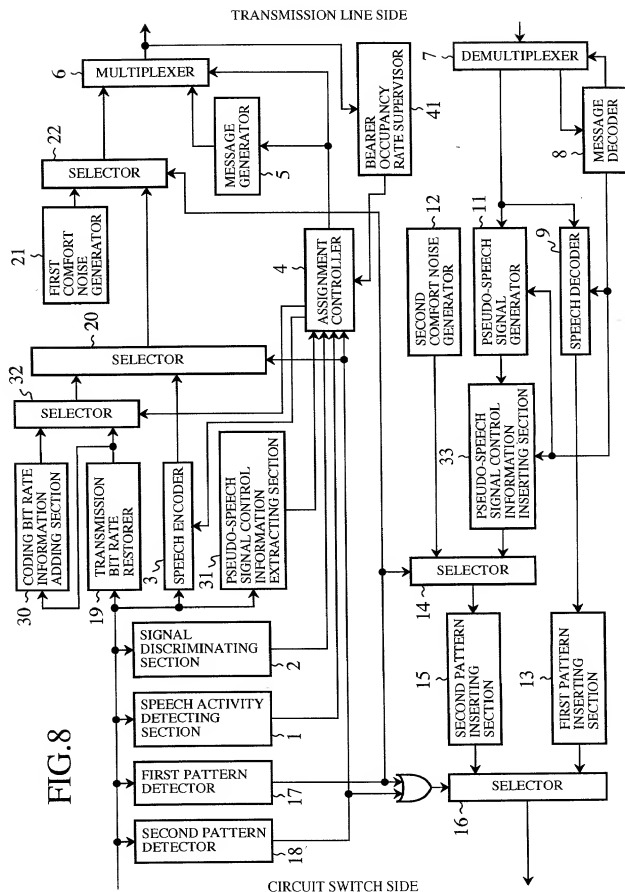 FIG.8
TRANSMISSION LINE SIDE
CIRCUIT SWITCH SIDE
6
MULTIPLEXER
22
SELECTOR
21
FIRST
COMFORT
NOISE
GENERATOR
MESSAGE
GENERATOR
5
BEARER
OCCUPANCY
RATE SUPERVISOR
41
20
SELECTOR
4
ASSIGNMENT
CONTROLLER
32
SELECTOR
CODING BIT RATE
INFORMATION
ADDING SECTION
30
TRANSMISSION
BIT RATE
RESTORER
19
SPEECH ENCODER
3
PSEUDO-SPEECH
SIGNAL CONTROL
INFORMATION
EXTRACTING SECTION
31
SIGNAL
DISCRIMINATING
SECTION
2
SPEECH ACTIVITY
DETECTING
SECTION
1
FIRST PATTERN
DETECTOR
17
SECOND PATTERN
DETECTOR
18
7
DEMULTIPLEXER
MESSAGE
DECODER
8
12
SECOND
COMFORT NOISE
GENERATOR
11
PSEUDO-SPEECH
SIGNAL
GENERATOR
9
SPEECH DECODER
33
PSEUDO-SPEECH
SIGNAL CONTROL
INFORMATION
INSERTING SECTION
SELECTOR
14
15
SECOND PATTERN
INSERTING
SECTION
13
FIRST PATTERN
INSERTING
SECTION
SELECTOR
16